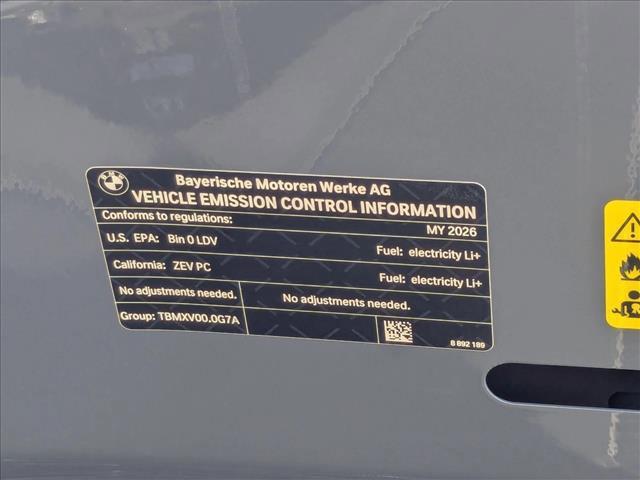 BMW
Bayerische Motoren Werke AG
VEHICLE EMISSION CONTROL INFORMATION
Conforms to regulations: MY 2026
U.S. EPA: Bin 0 LDV Fuel: electricity Li+
California: ZEV PC Fuel: electricity Li+
No adjustments needed. No adjustments needed.
Group: TBMXV00.0G7A 8 892 189